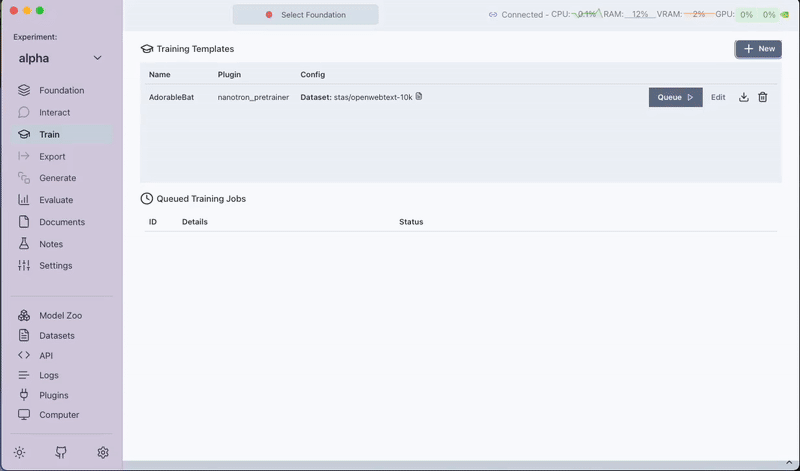 Select Foundation
Connected - CPU: 0.1% RAM: 12% VRAM: 2% GPU: 0% 0%
Experiment:
alpha
Foundation
Interact
Train
Export
Generate
Evaluate
Documents
Notes
Settings
Model Zoo
Datasets
API
Logs
Plugins
Computer
Training Templates
New
Name Plugin Config
AdorableBat nanotron_pretrainer Dataset: stas/openwebtext-10k Queue Edit
Queued Training Jobs
ID Details Status